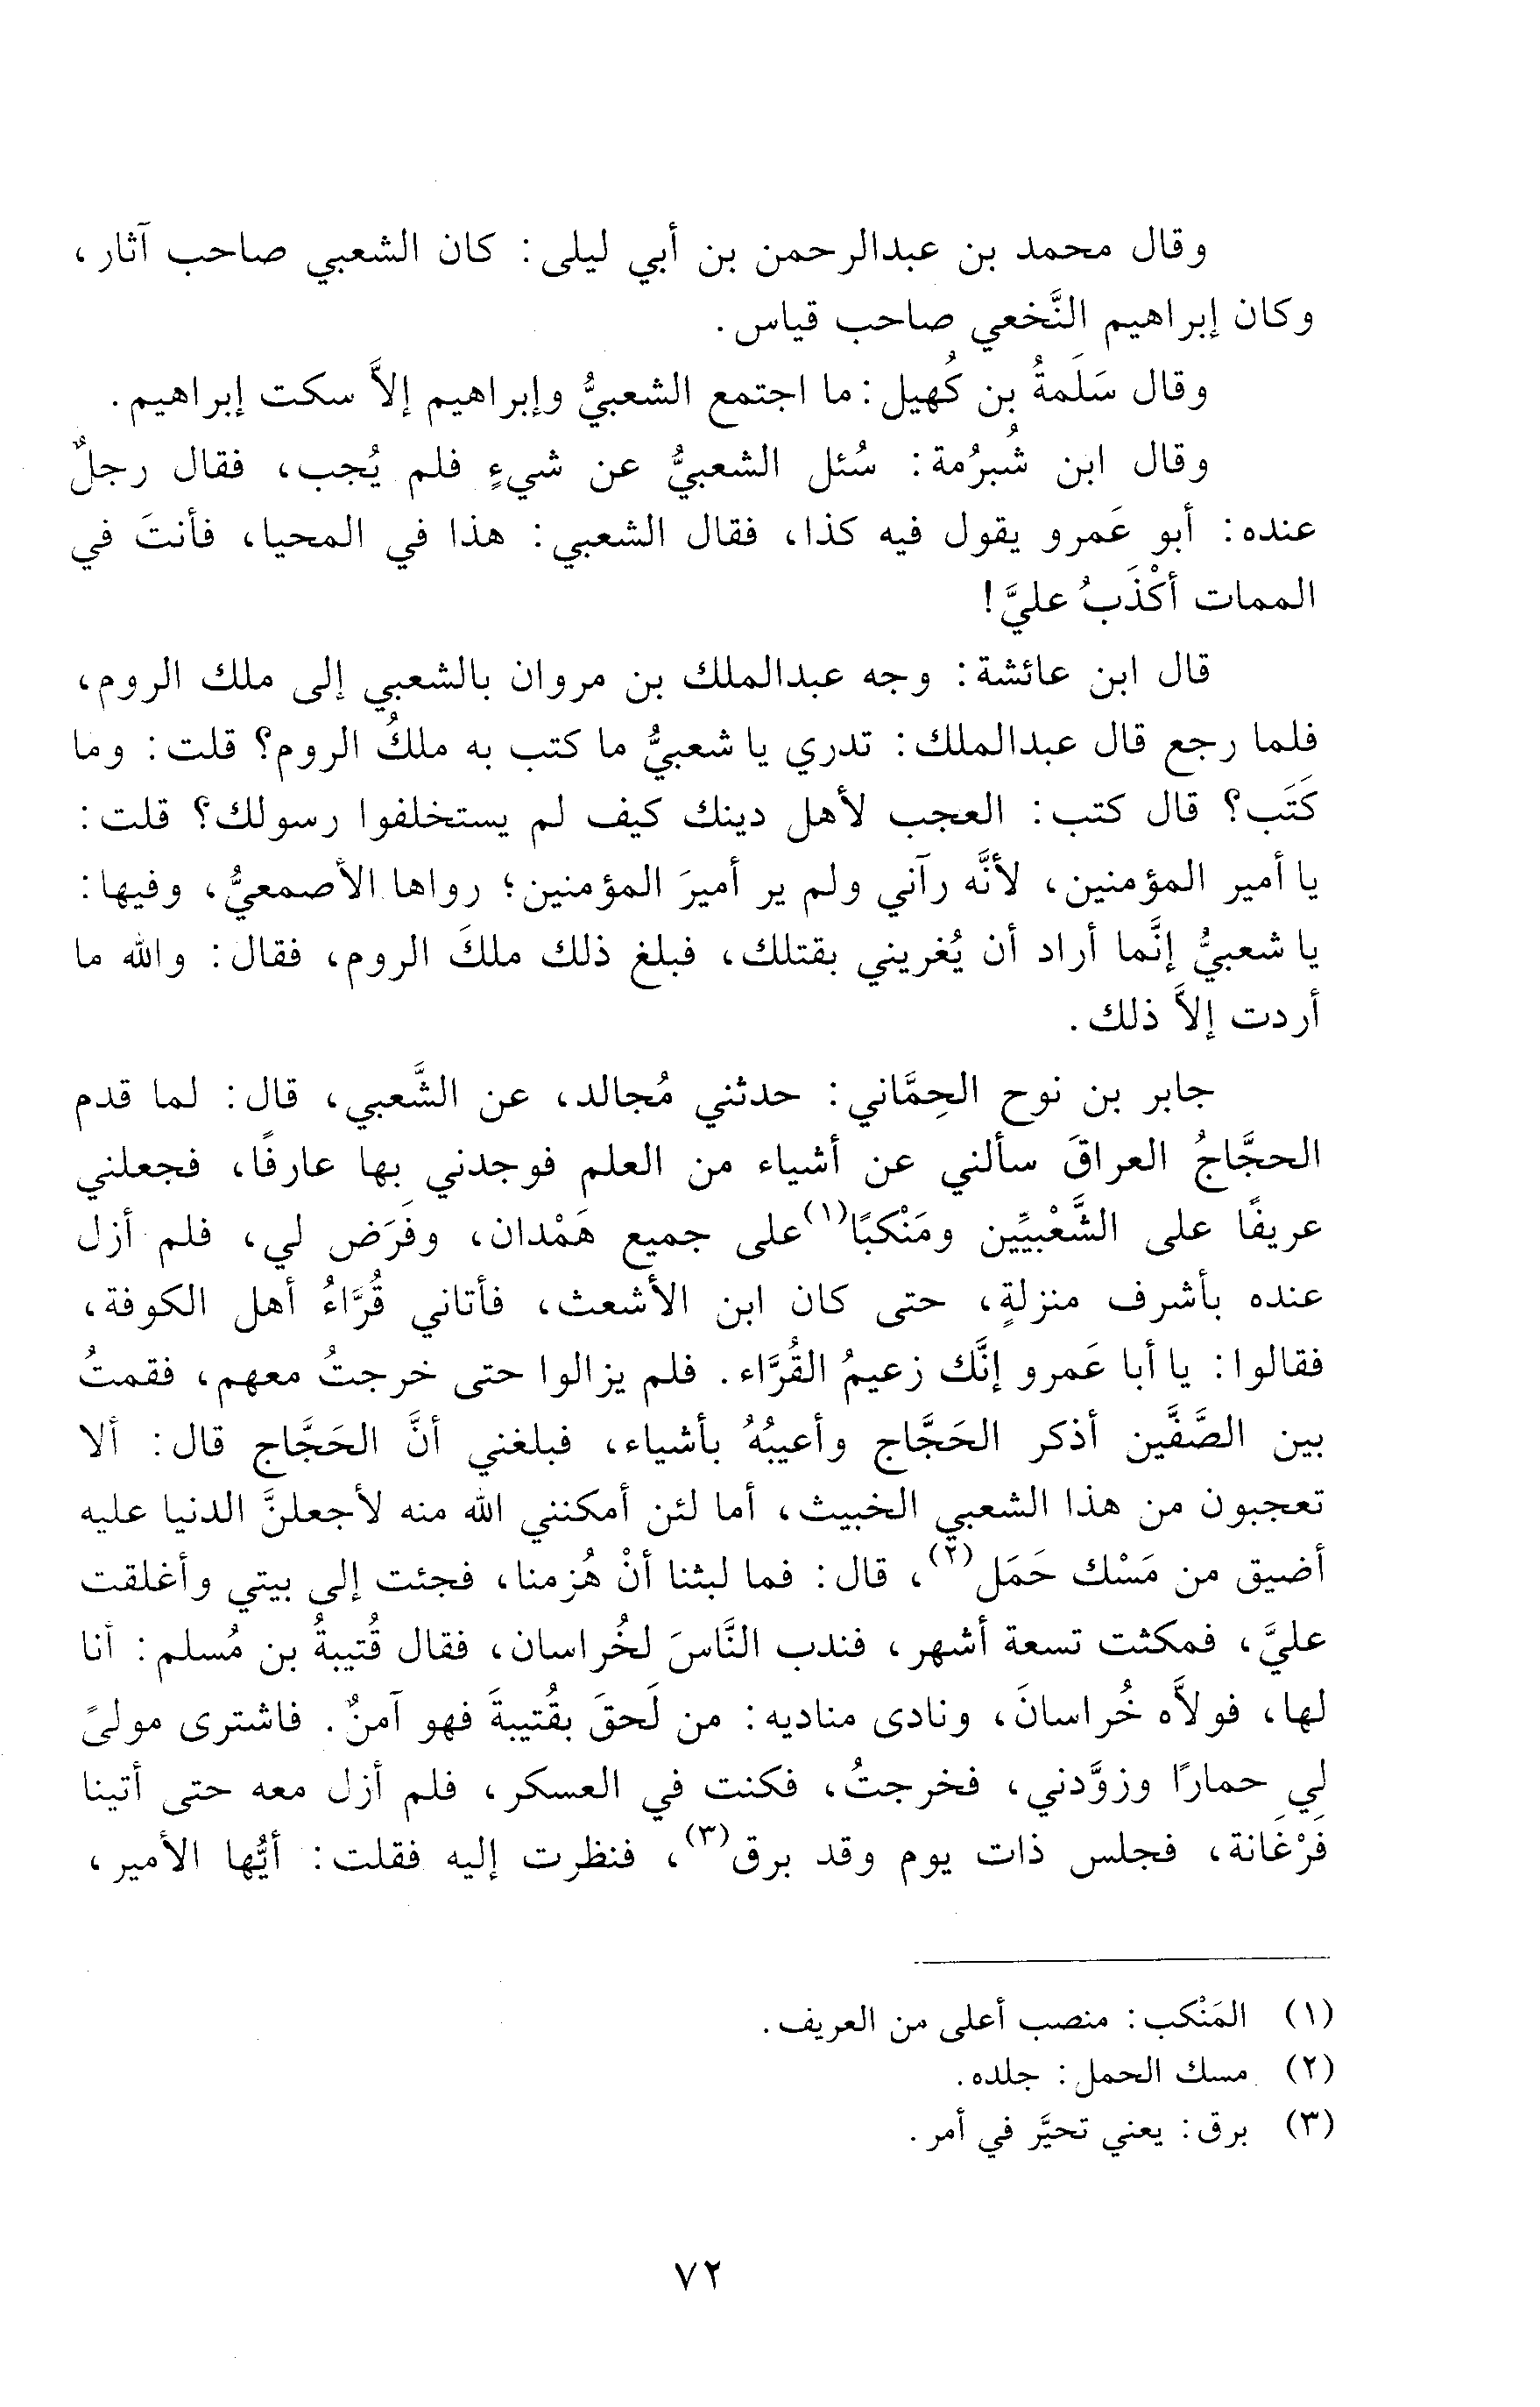 وقال محمد بن عبدالرحمن بن أبي ليلى: كان الشعبي صاحب آثار،
وكان إبراهيم النَّخعي صاحب قياس.
وقال سَلَمةُ بن كُهيل: ما اجتمع الشعبيُّ وإبراهيم إلاَّ سكت إبراهيم.
وقال ابن شُبرُمة: سُئل الشعبيُّ عن شيءٍ فلم يُجب، فقال رجلٌ
عنده: أبو عَمرو يقول فيه كذا، فقال الشعبي: هذا في المحيا، فأنتَ في
الممات أكْذَبُ عليَّ!
قال ابن عائشة: وجه عبدالملك بن مروان بالشعبي إلى ملك الروم،
فلما رجع قال عبدالملك: تدري يا شعبيُّ ما كتب به ملكُ الروم؟ قلت: وما
كَتَب؟ قال كتب: العجب لأهل دينك كيف لم يستخلفوا رسولك؟ قلت:
يا أمير المؤمنين، لأنَّه رآني ولم ير أميرَ المؤمنين؛ رواها الأصمعيُّ، وفيها:
يا شعبيُّ إنَّما أراد أن يُغريني بقتلك، فبلغ ذلك ملكَ الروم، فقال: والله ما
أردت إلاَّ ذلك.
جابر بن نوح الحِمَّاني: حدثني مُجالد، عن الشَّعبي، قال: لما قدم
الحجَّاجُ العراقَ سألني عن أشياء من العلم فوجدني بها عارفًا، فجعلني
عريفًا على الشَّعْبيِّين ومَنْكبًا(١) على جميع هَمْدان، وفَرَض لي، فلم أزل
عنده بأشرف منزلةٍ، حتى كان ابن الأشعث، فأتاني قُرَّاءُ أهل الكوفة،
فقالوا: يا أبا عَمرو إنَّك زعيمُ القُرَّاء. فلم يزالوا حتى خرجتُ معهم، فقمتُ
بين الصَّفَّين أذكر الحَجَّاج وأعيبُهُ بأشياء، فبلغني أنَّ الحَجَّاج قال: ألا
تعجبون من هذا الشعبي الخبيث، أما لئن أمكنني الله منه لأجعلنَّ الدنيا عليه
أضيق من مَسْك حَمَل(٢)، قال: فما لبثنا أنْ هُزمنا، فجئت إلى بيتي وأغلقت
عليَّ، فمكثت تسعة أشهر، فندب النَّاسَ لخُراسان، فقال قُتيبةُ بن مُسلم: أنا
لها، فولاَّه خُراسانَ، ونادى مناديه: من لَحقَ بقُتيبةَ فهو آمنٌ. فاشترى مولىً
لي حمارًا وزوَّدني، فخرجتُ، فكنت في العسكر، فلم أزل معه حتى أتينا
فَرْغَانة، فجلس ذات يوم وقد برق(٣)، فنظرت إليه فقلت: أيُّها الأمير،
(١) المَنْكب: منصب أعلى من العريف.
(٢) مسك الحمل: جلده.
(٣) برق: يعني تحيَّر في أمر.
٧٢